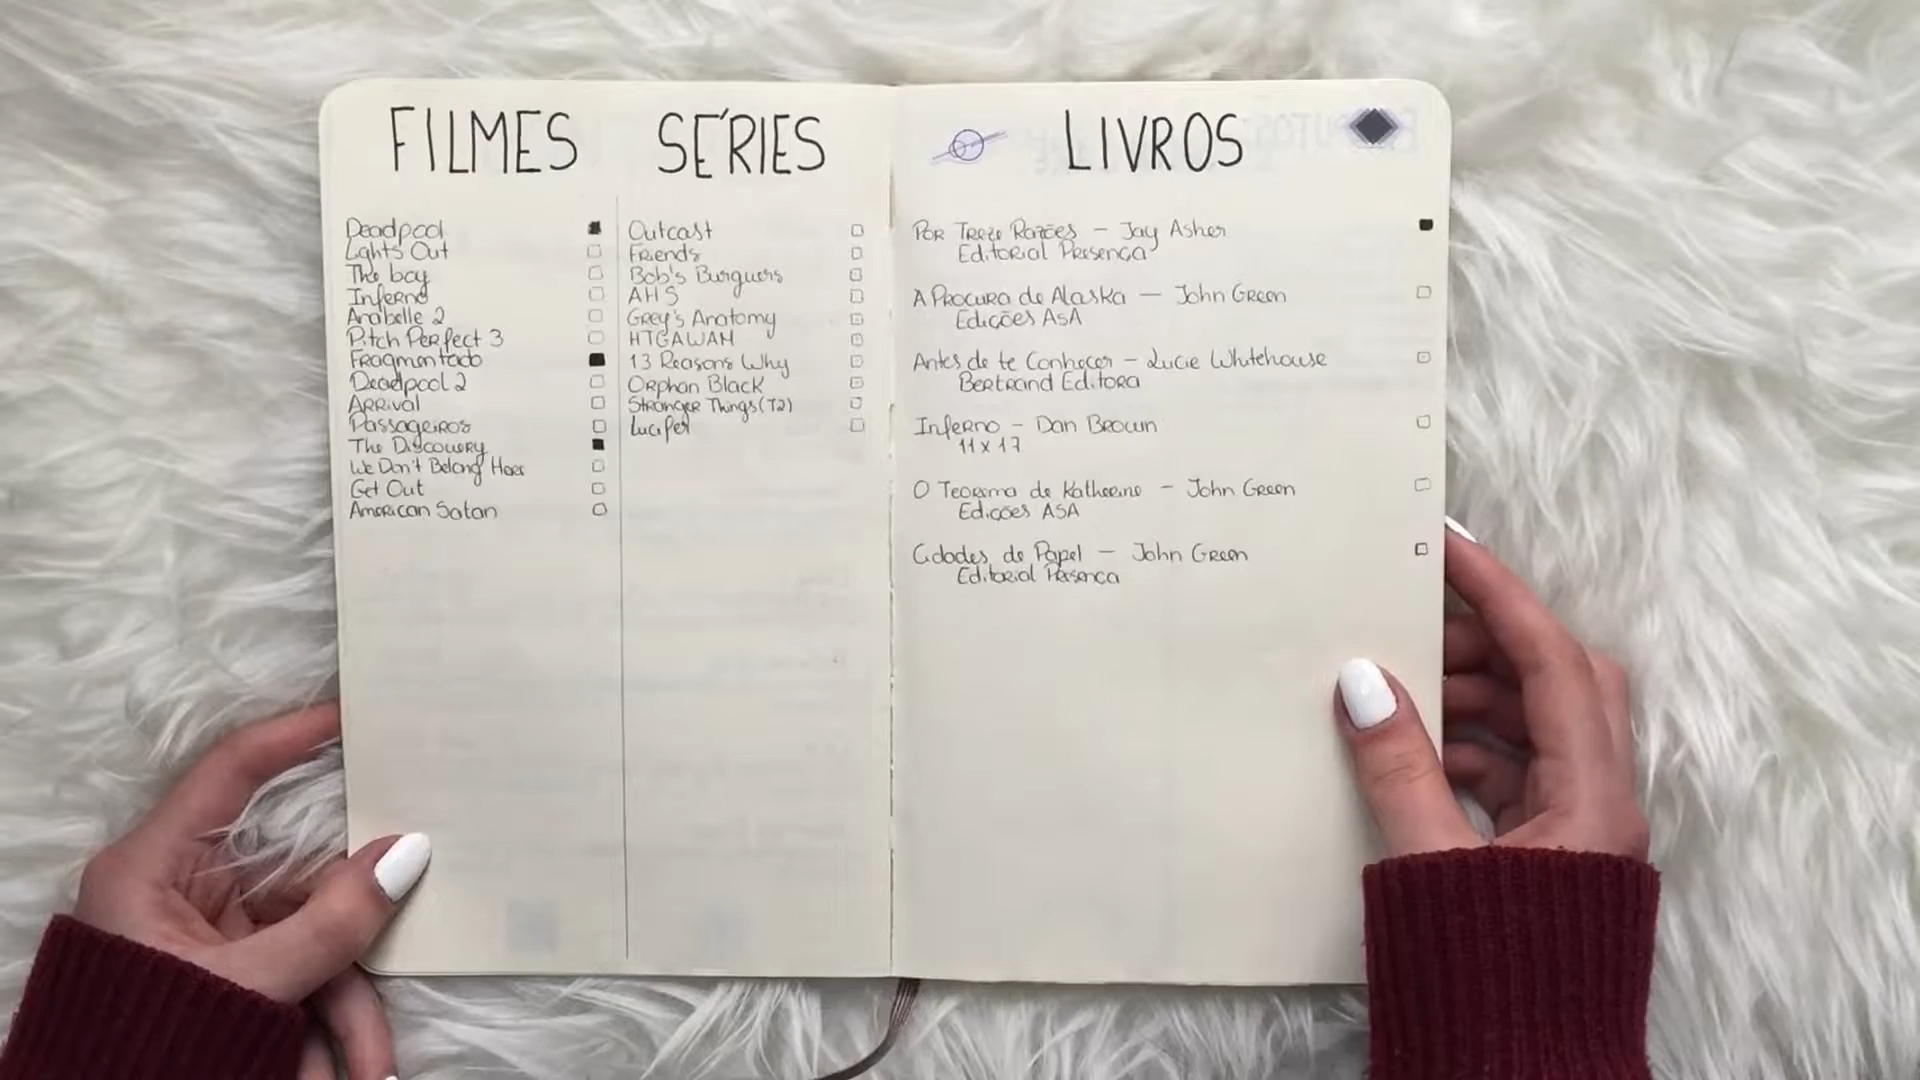 FILMES
Deadpool
Lights Out
The boy
Inferno
Anabelle 2
Pitch Perfect 3
Fragmentado
Deadpool 2
Arrival
Passageiros
The Discovery
We Don't Belong Here
Get Out
American Satan
SÉRIES
Outcast
Friends
Bob's Burguers
AHS
Grey's Anatomy
HTGAWAM
13 Reasons Why
Orphan Black
Stranger Things (T2)
Lucifer
LIVROS
Por Treze Razões — Jay Asher
Editorial Presença
À Procura de Alaska — John Green
Edições ASA
Antes de te Conhecer — Lucie Whitehouse
Bertrand Editora
Inferno - Dan Brown
11 x 17
O Teorema de Katherine - John Green
Edições ASA
Cidades de Papel — John Green
Editorial Presença